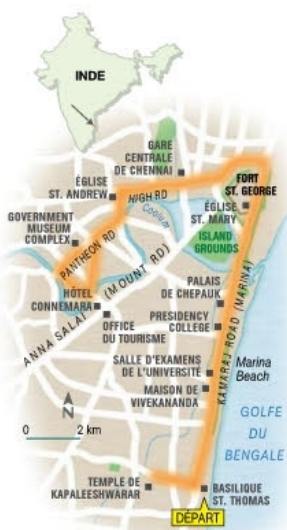 INDE
GARE
CENTRALE
DE CHENNAI
FORT
ST. GEORGE
ÉGLISE
ST. ANDREW
HIGH RD
ÉGLISE
ST. MARY
Cooum
GOVERNMENT
MUSEUM
COMPLEX
PANTHEON RD
ISLAND
GROUNDS
HÔTEL
CONNEMARA
ANNA SALAI (MOUNT RD)
OFFICE
DU TOURISME
PALAIS
DE CHEPAUK
PRESIDENCY
COLLEGE
KAMARAJ ROAD (MARINA)
SALLE D'EXAMENS
DE L'UNIVERSITÉ
Marina
Beach
MAISON DE
VIVEKANANDA
N
0 2 km
GOLFE
DU
BENGALE
TEMPLE DE
KAPALEESHWARAR
BASILIQUE
ST. THOMAS
DÉPART